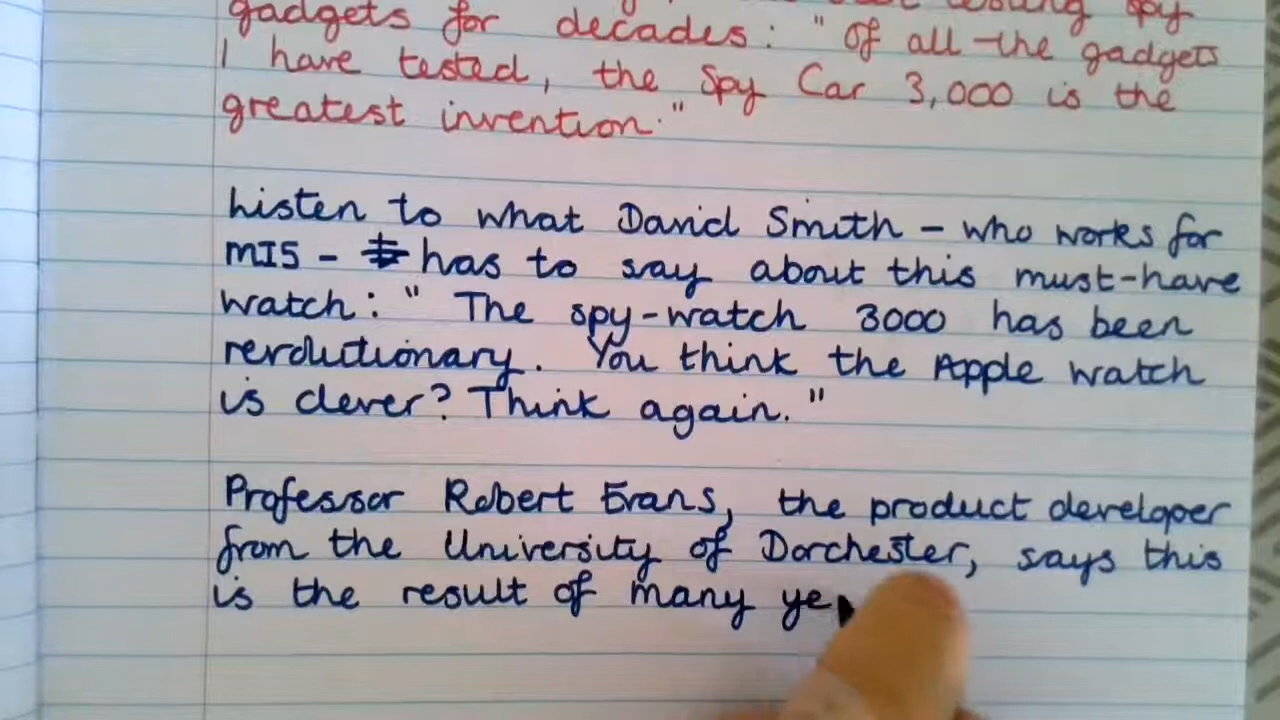 gadgets for decades: "Of all the gadgets
I have tested, the Spy Car 3,000 is the
greatest invention."
Listen to what David Smith - who works for
MI5 - has to say about this must-have
watch: "The spy-watch 3000 has been
revolutionary. You think the Apple watch
is clever? Think again."
Professor Robert Evans, the product developer
from the University of Dorchester, says this
is the result of many ye